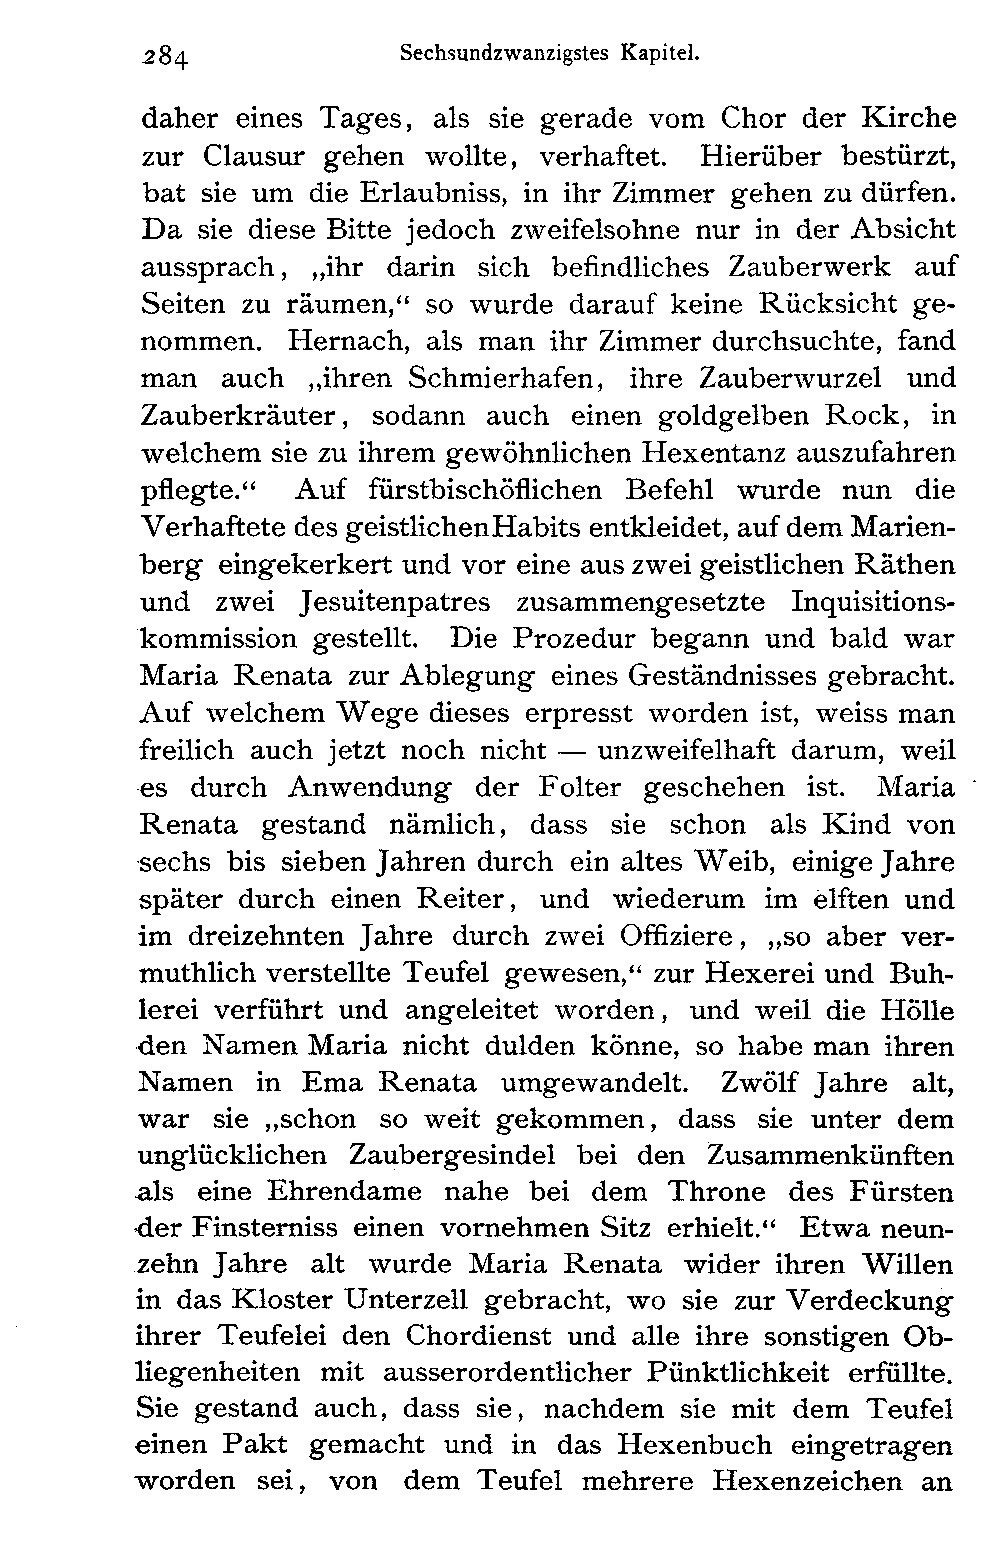 284 Sechsundzwanzigstes Kapitel.
daher eines Tages, als sie gerade vom Chor der Kirche
zur Clausur gehen wollte, verhaftet. Hierüber bestürzt,
bat sie um die Erlaubniss, in ihr Zimmer gehen zu dürfen.
Da sie diese Bitte jedoch zweifelsohne nur in der Absicht
aussprach, „ihr darin sich befindliches Zauberwerk auf
Seiten zu räumen,“ so wurde darauf keine Rücksicht ge-
nommen. Hernach, als man ihr Zimmer durchsuchte, fand
man auch „ihren Schmierhafen, ihre Zauberwurzel und
Zauberkräuter, sodann auch einen goldgelben Rock, in
welchem sie zu ihrem gewöhnlichen Hexentanz auszufahren
pflegte.“ Auf fürstbischöflichen Befehl wurde nun die
Verhaftete des geistlichen Habits entkleidet, auf dem Marien-
berg eingekerkert und vor eine aus zwei geistlichen Räthen
und zwei Jesuitenpatres zusammengesetzte Inquisitions-
kommission gestellt. Die Prozedur begann und bald war
Maria Renata zur Ablegung eines Geständnisses gebracht.
Auf welchem Wege dieses erpresst worden ist, weiss man
freilich auch jetzt noch nicht — unzweifelhaft darum, weil
es durch Anwendung der Folter geschehen ist. Maria
Renata gestand nämlich, dass sie schon als Kind von
sechs bis sieben Jahren durch ein altes Weib, einige Jahre
später durch einen Reiter, und wiederum im elften und
im dreizehnten Jahre durch zwei Offiziere, „so aber ver-
muthlich verstellte Teufel gewesen,“ zur Hexerei und Buh-
lerei verführt und angeleitet worden, und weil die Hölle
den Namen Maria nicht dulden könne, so habe man ihren
Namen in Ema Renata umgewandelt. Zwölf Jahre alt,
war sie „schon so weit gekommen, dass sie unter dem
unglücklichen Zaubergesindel bei den Zusammenkünften
als eine Ehrendame nahe bei dem Throne des Fürsten
der Finsterniss einen vornehmen Sitz erhielt.“ Etwa neun-
zehn Jahre alt wurde Maria Renata wider ihren Willen
in das Kloster Unterzell gebracht, wo sie zur Verdeckung
ihrer Teufelei den Chordienst und alle ihre sonstigen Ob-
liegenheiten mit ausserordentlicher Pünktlichkeit erfüllte.
Sie gestand auch, dass sie, nachdem sie mit dem Teufel
einen Pakt gemacht und in das Hexenbuch eingetragen
worden sei, von dem Teufel mehrere Hexenzeichen an